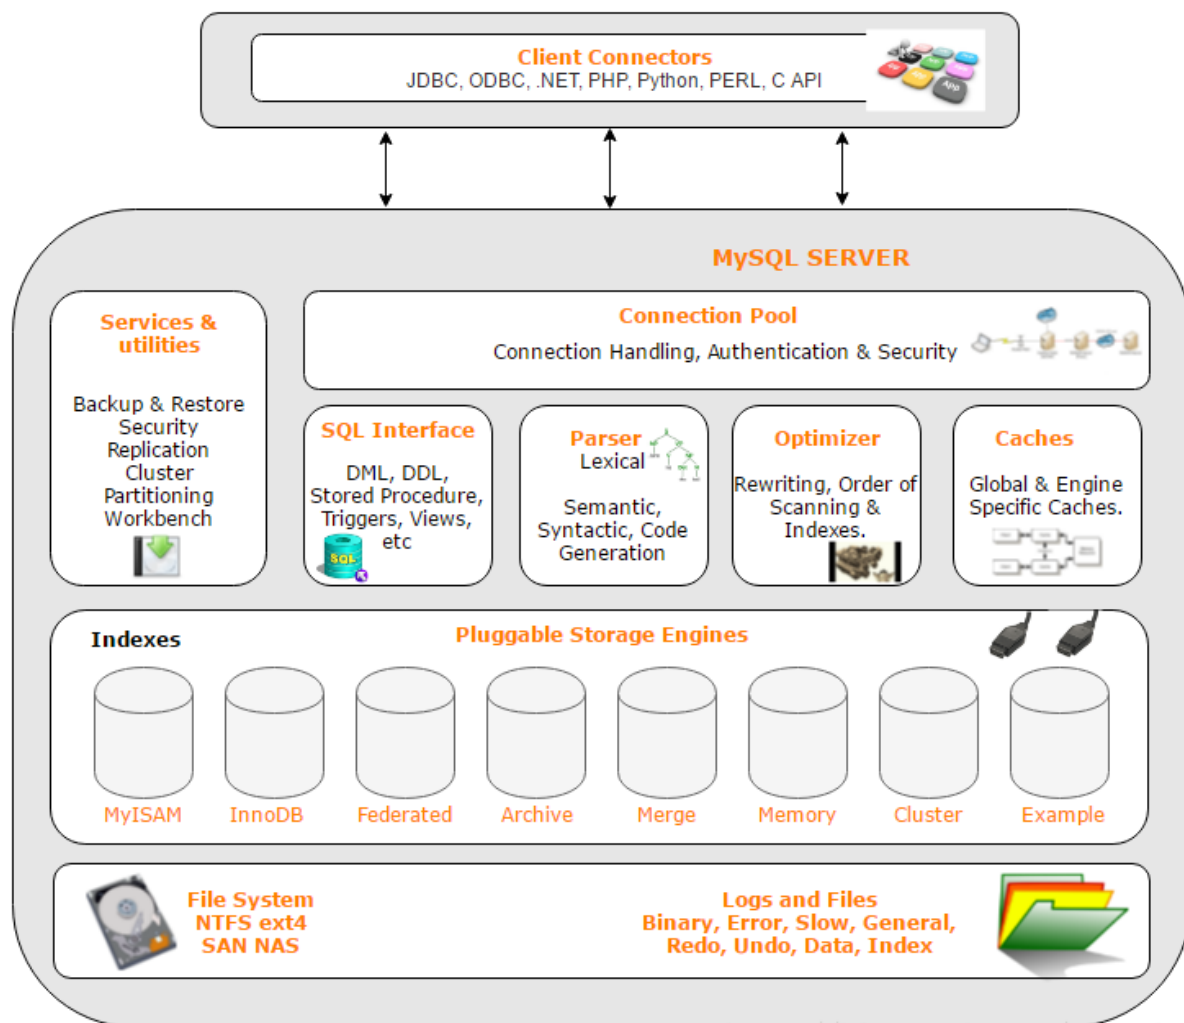 Client Connectors
JDBC, ODBC, .NET, PHP, Python, PERL, C API
App
MySQL SERVER
Services &
utilities
Backup & Restore
Security
Replication
Cluster
Partitioning
Workbench
Connection Pool
Connection Handling, Authentication & Security
SQL Interface
DML, DDL,
Stored Procedure,
Triggers, Views,
etc
SQL
Parser
Lexical
Semantic,
Syntactic, Code
Generation
Optimizer
Rewriting, Order of
Scanning &
Indexes.
Caches
Global & Engine
Specific Caches.
Indexes
Pluggable Storage Engines
MyISAM
InnoDB
Federated
Archive
Merge
Memory
Cluster
Example
File System
NTFS ext4
SAN NAS
Logs and Files
Binary, Error, Slow, General,
Redo, Undo, Data, Index